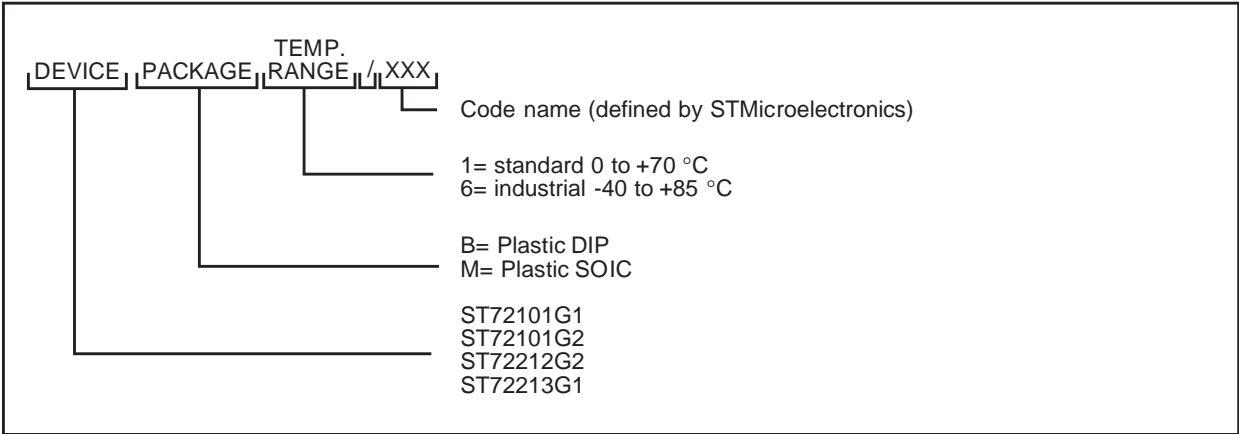 TEMP.
DEVICE PACKAGE RANGE / XXX
Code name (defined by STMicroelectronics)
1= standard 0 to +70 °C
6= industrial -40 to +85 °C
B= Plastic DIP
M= Plastic SOIC
ST72101G1
ST72101G2
ST72212G2
ST72213G1